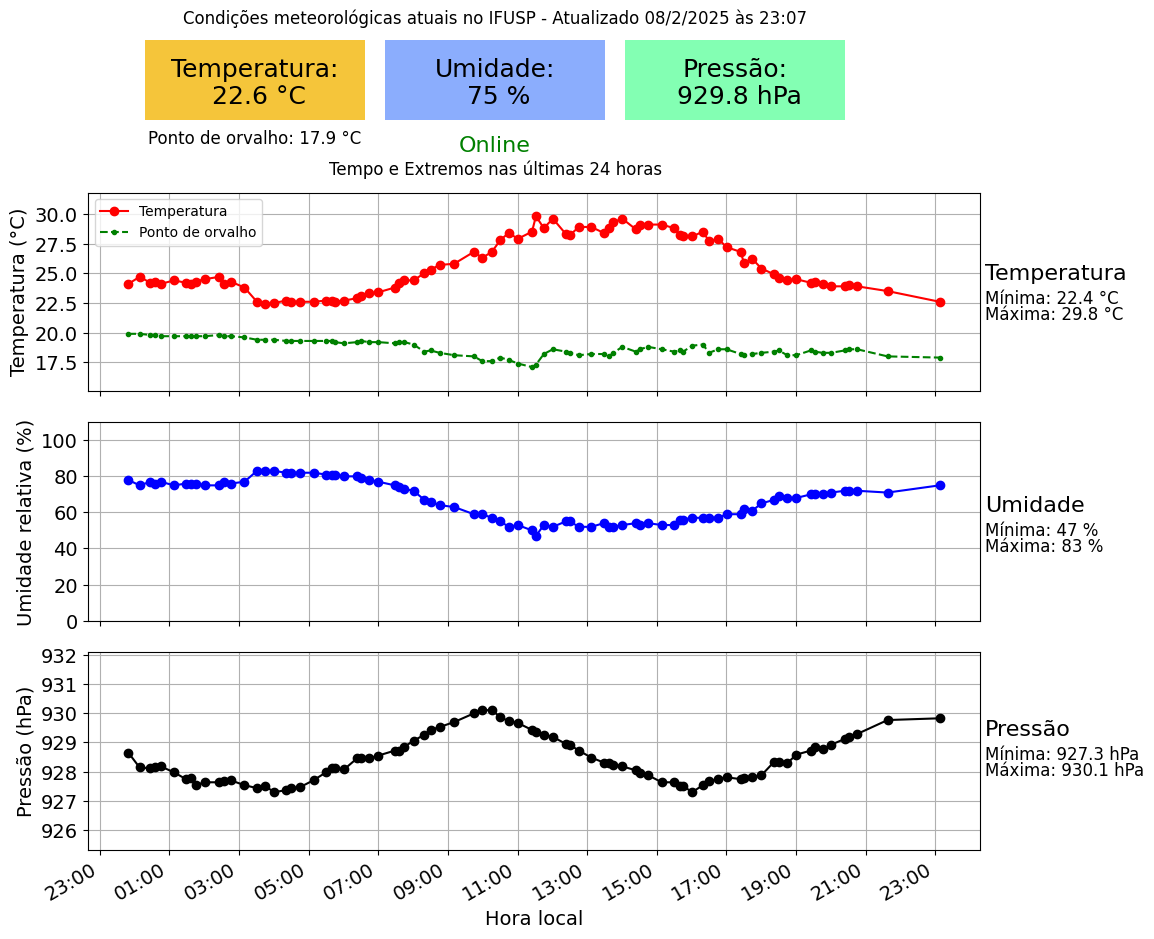 Condições meteorológicas atuais no IFUSP - Atualizado 08/2/2025 às 23:07
Temperatura:
22.6 °C
Umidade:
75 %
Pressão:
929.8 hPa
Ponto de orvalho: 17.9 °C
Online
Tempo e Extremos nas últimas 24 horas
Temperatura (°C)
30.0
27.5
25.0
22.5
20.0
17.5
Temperatura
Ponto de orvalho
Temperatura
Mínima: 22.4 °C
Máxima: 29.8 °C
Umidade relativa (%)
100
80
60
40
20
0
Umidade
Mínima: 47 %
Máxima: 83 %
Pressão (hPa)
932
931
930
929
928
927
926
Pressão
Mínima: 927.3 hPa
Máxima: 930.1 hPa
23:00 01:00 03:00 05:00 07:00 09:00 11:00 13:00 15:00 17:00 19:00 21:00 23:00
Hora local